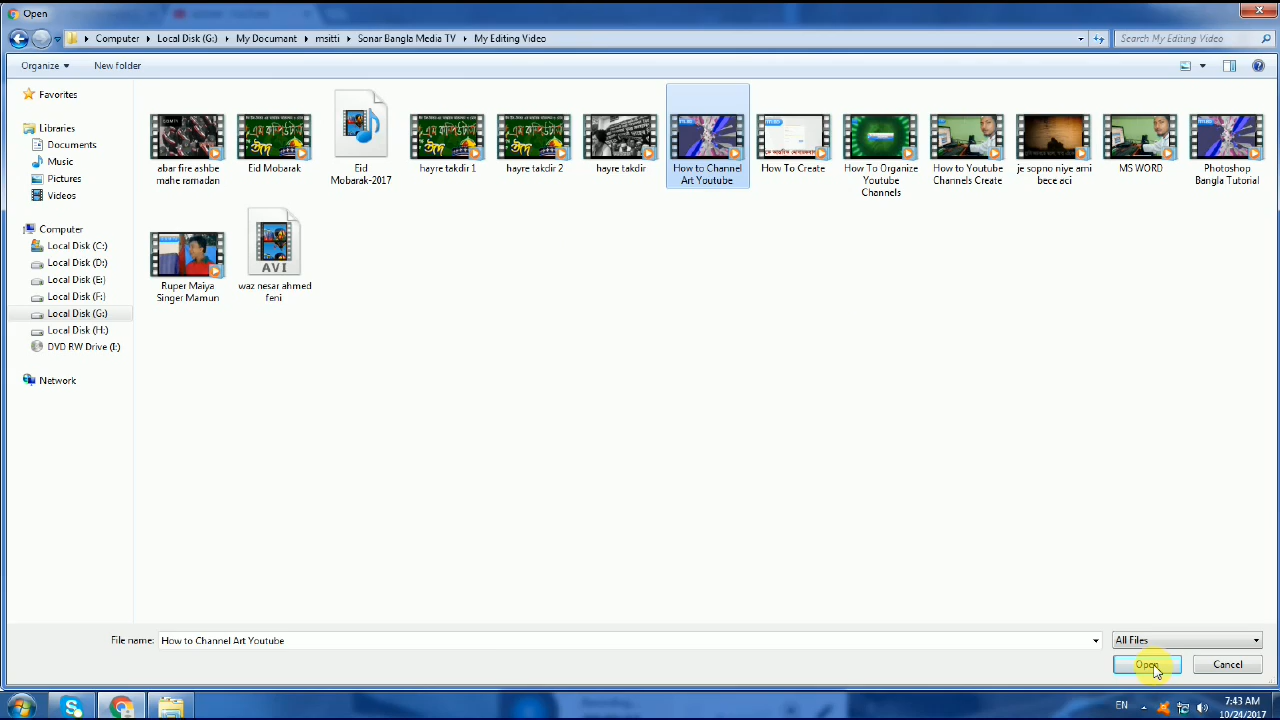 Open
Computer
Local Disk (G:)
My Documant
msitti
Sonar Bangla Media TV
My Editing Video
Search My Editing Video
Organize
New folder
Favorites
Libraries
Documents
Music
Pictures
Videos
Computer
Local Disk (C:)
Local Disk (D:)
Local Disk (E:)
Local Disk (F:)
Local Disk (G:)
Local Disk (H:)
DVD RW Drive (I:)
Network
abar fire ashbe
mahe ramadan
Eid Mobarak
Eid
Mobarak-2017
hayre takdir 1
hayre takdir 2
hayre takdir
How to Channel
Art Youtube
How To Create
How To Organize
Youtube
Channels
How to Youtube
Channels Create
je sopno niye ami
bece aci
MS WORD
Photoshop
Bangla Tutorial
Ruper Maiya
Singer Mamun
AVI
waz nesar ahmed
feni
File name:
How to Channel Art Youtube
All Files
Open
Cancel
EN
7:43 AM
10/24/2017